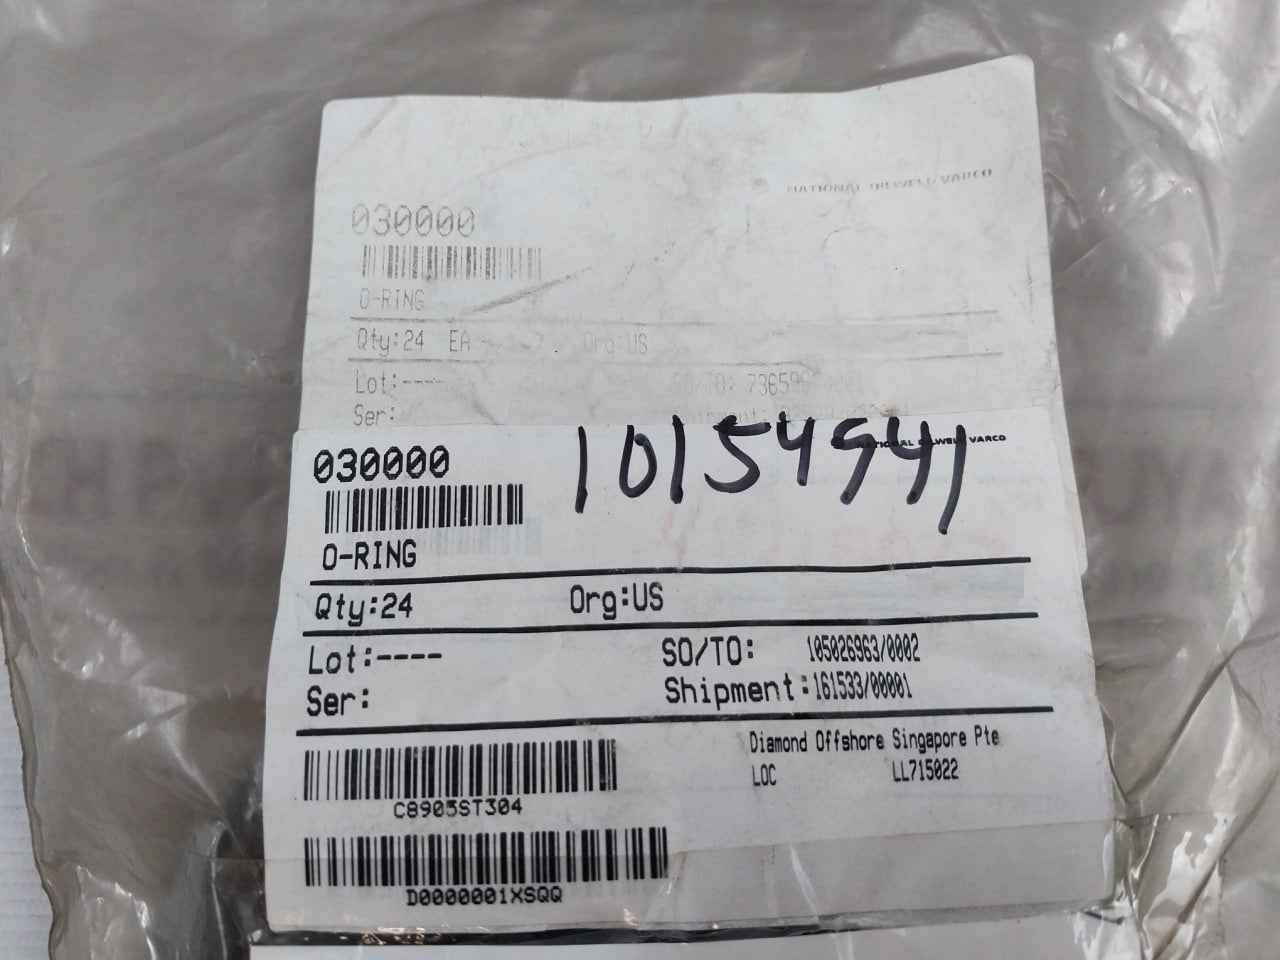 NATIONAL OILWELL VARCO
030000
O-RING
Qty:24 EA Org:US
Lot:----
Ser:
SO/TO:
NATIONAL OILWELL VARCO
030000
10154941
O-RING
Qty:24 Org:US
Lot:---- SO/TO: 105026963/0002
Ser: Shipment:161533/00001
Diamond Offshore Singapore Pte
LOC LL715022
C8905ST304
D0000001XSQQ